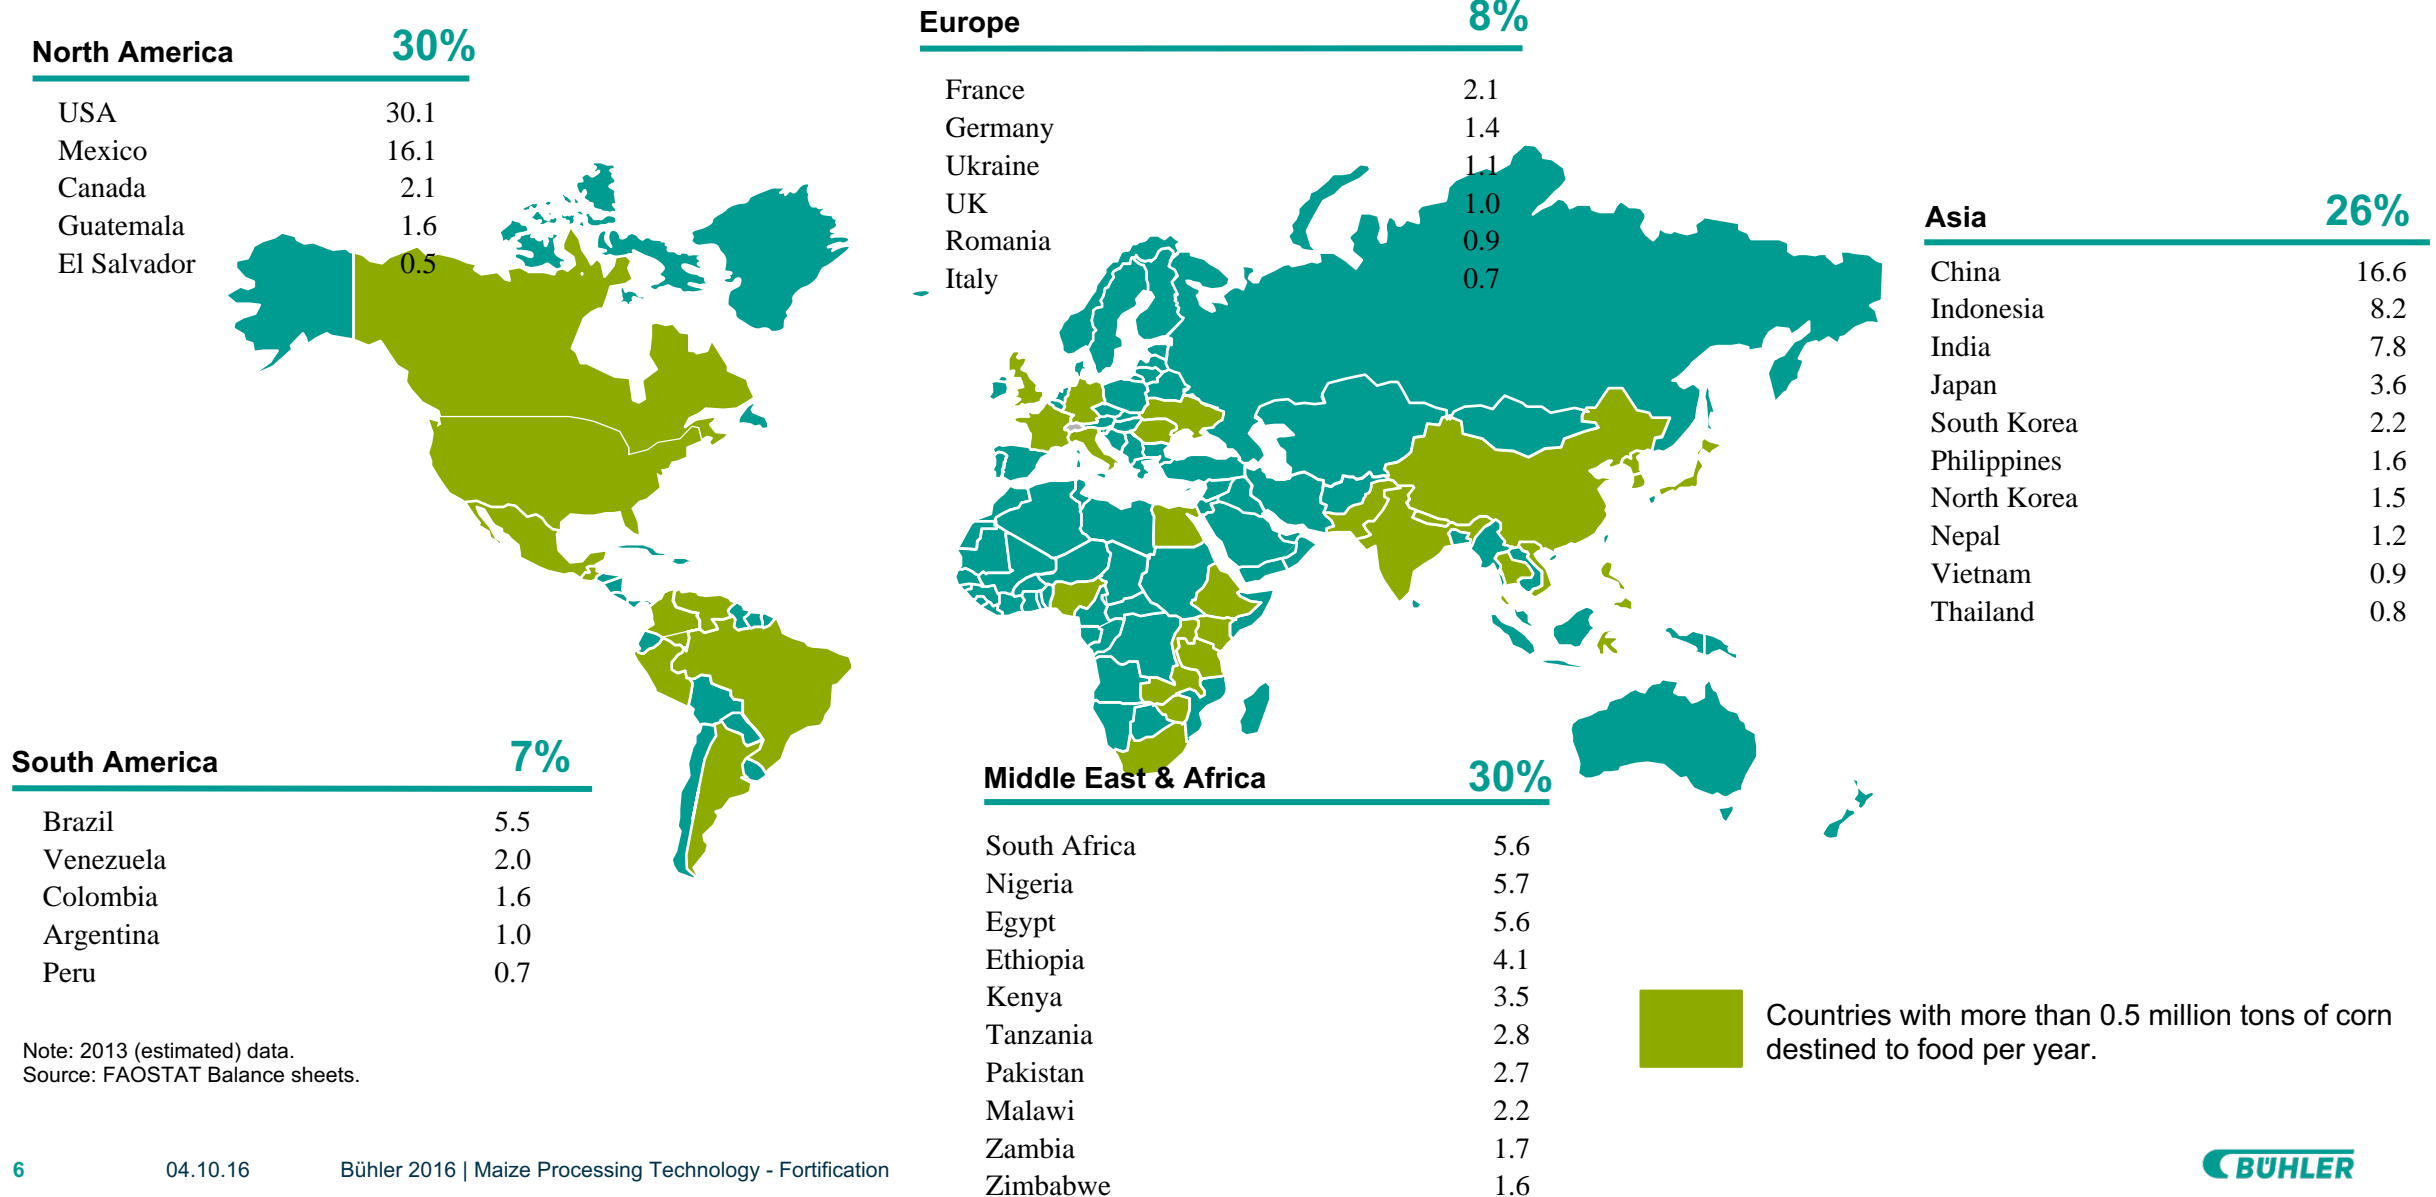 North America 30%
USA 30.1
Mexico 16.1
Canada 2.1
Guatemala 1.6
El Salvador 0.5
Europe 8%
France 2.1
Germany 1.4
Ukraine 1.1
UK 1.0
Romania 0.9
Italy 0.7
Asia 26%
China 16.6
Indonesia 8.2
India 7.8
Japan 3.6
South Korea 2.2
Philippines 1.6
North Korea 1.5
Nepal 1.2
Vietnam 0.9
Thailand 0.8
South America 7%
Brazil 5.5
Venezuela 2.0
Colombia 1.6
Argentina 1.0
Peru 0.7
Middle East & Africa 30%
South Africa 5.6
Nigeria 5.7
Egypt 5.6
Ethiopia 4.1
Kenya 3.5
Tanzania 2.8
Pakistan 2.7
Malawi 2.2
Zambia 1.7
Zimbabwe 1.6
Countries with more than 0.5 million tons of corn
destined to food per year.
Note: 2013 (estimated) data.
Source: FAOSTAT Balance sheets.
6 04.10.16 Bühler 2016 | Maize Processing Technology - Fortification
BÜHLER